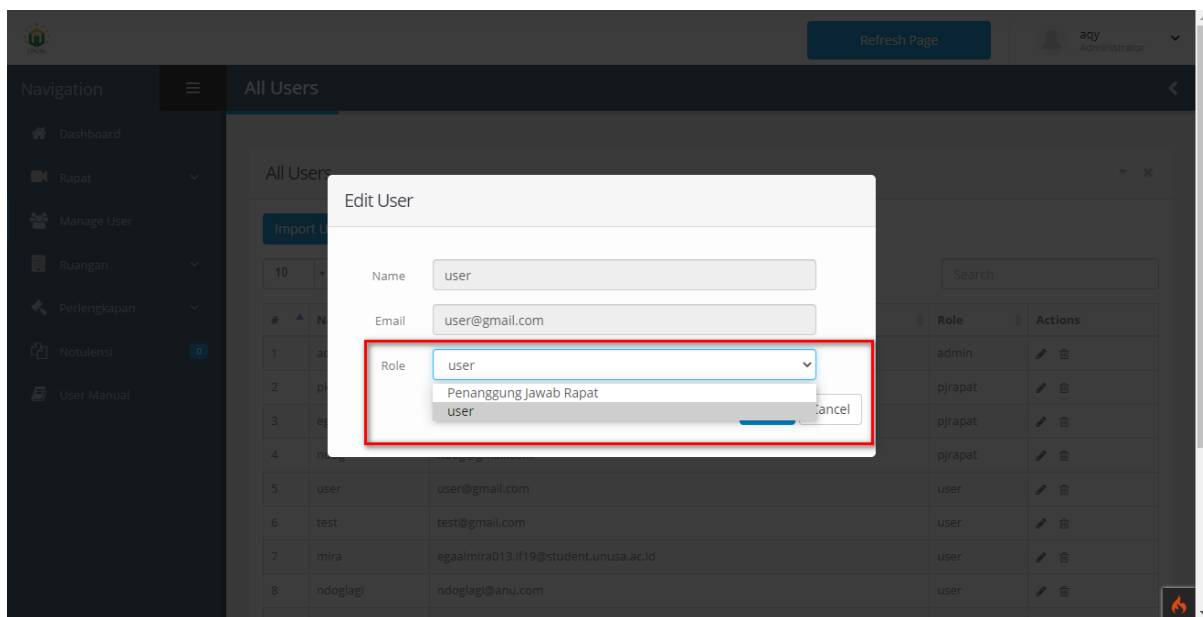 Refresh Page
aqy
Administrator
Navigation
All Users
Dashboard
Rapat
Manage User
Ruangan
Perlengkapan
Notulensi 0
User Manual
All Users
Import U
10 Search
Edit User
Name user
Email user@gmail.com
Role user
Penanggung Jawab Rapat
user
Cancel
# N Role Actions
1 ad admin
2 pjrapat
3 pjrapat
4 pjrapat
5 user user@gmail.com user
6 test test@gmail.com user
7 mira egaalmira013.if19@student.unusa.ac.id user
8 ndoglagi ndoglagi@anu.com user